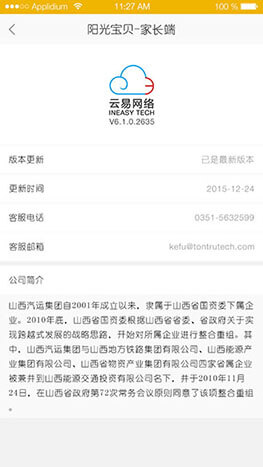 Applidium 11:27 AM 100 %
阳光宝贝-家长端
云易网络
INEASY TECH
V6.1.0.2635
版本更新 已是最新版本
更新时间 2015-12-24
客服电话 0351-5632599
客服邮箱 kefu@tontrutech.com
公司简介
山西汽运集团自2001年成立以来，隶属于山西省国资委下属企
业。2010年底，山西省国资委根据山西省省委、省政府关于实
现跨越式发展的战略思路，开始对所属企业进行整合重组。其
中，山西汽运集团与山西地方铁路集团有限公司、山西能源产
业集团有限公司、山西省物资产业集团有限公司四家省属企业
被兼并到山西能源交通投资有限公司名下，并于2010年11月
24日，在山西省政府第72次常务会议原则同意了该项整合重组
。